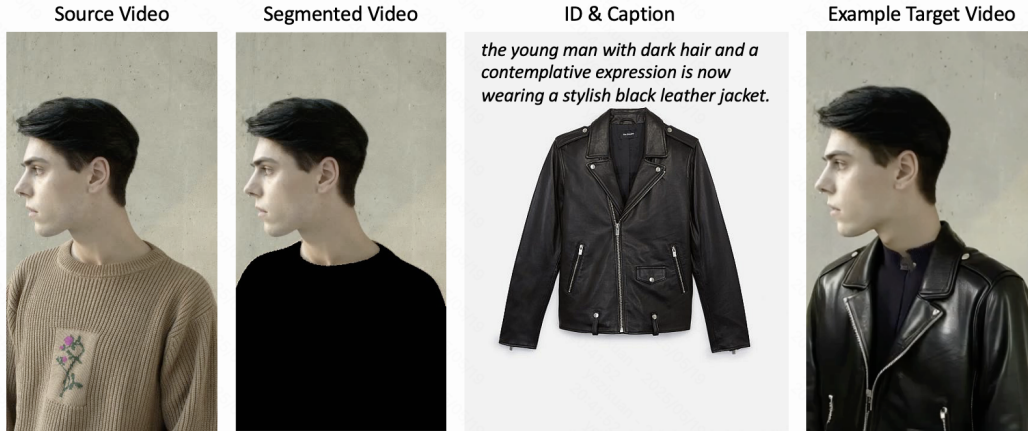 Source Video
Segmented Video
ID & Caption
Example Target Video
the young man with dark hair and a
contemplative expression is now
wearing a stylish black leather jacket.